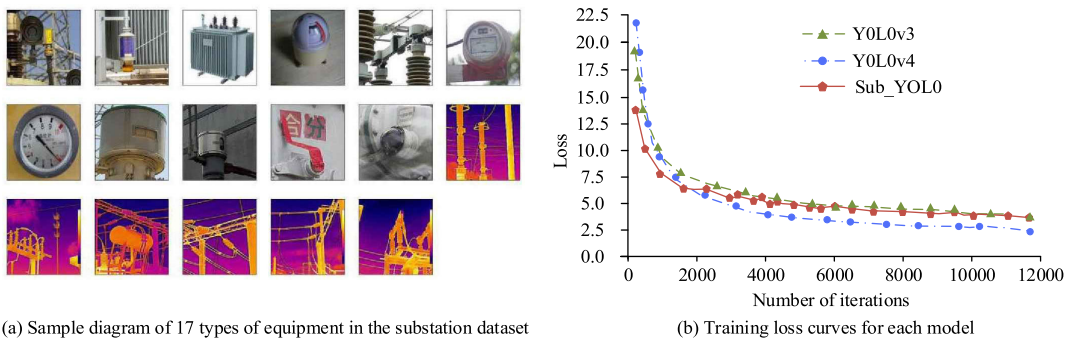 合 分
22.5
20.0
17.5
15.0
12.5
10.0
7.5
5.0
2.5
0.0
Loss
Y0L0v3
Y0L0v4
Sub_YOL0
0 2000 4000 6000 8000 10000 12000
Number of iterations
(a) Sample diagram of 17 types of equipment in the substation dataset
(b) Training loss curves for each model